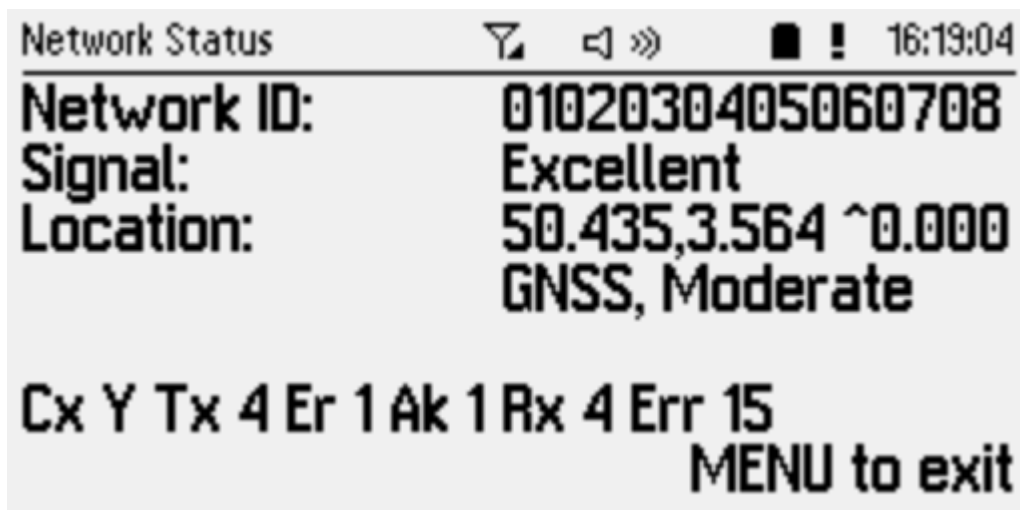 Network Status 16:19:04
Network ID: 0102030405060708
Signal: Excellent
Location: 50.435,3.564 ^0.000
GNSS, Moderate
Cx Y Tx 4 Er 1 Ak 1 Rx 4 Err 15
MENU to exit